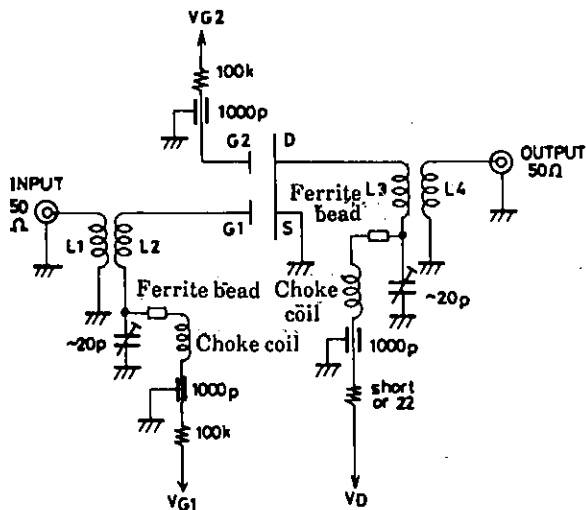 VG2
100k
1000p
G2
D
OUTPUT
50Ω
INPUT
50
Ω
L1
L2
G1
S
L3
L4
Ferrite
bead
Ferrite bead
Choke
coil
~20p
~20p
Choke coil
1000p
1000p
short
or 22
100k
VG1
VD